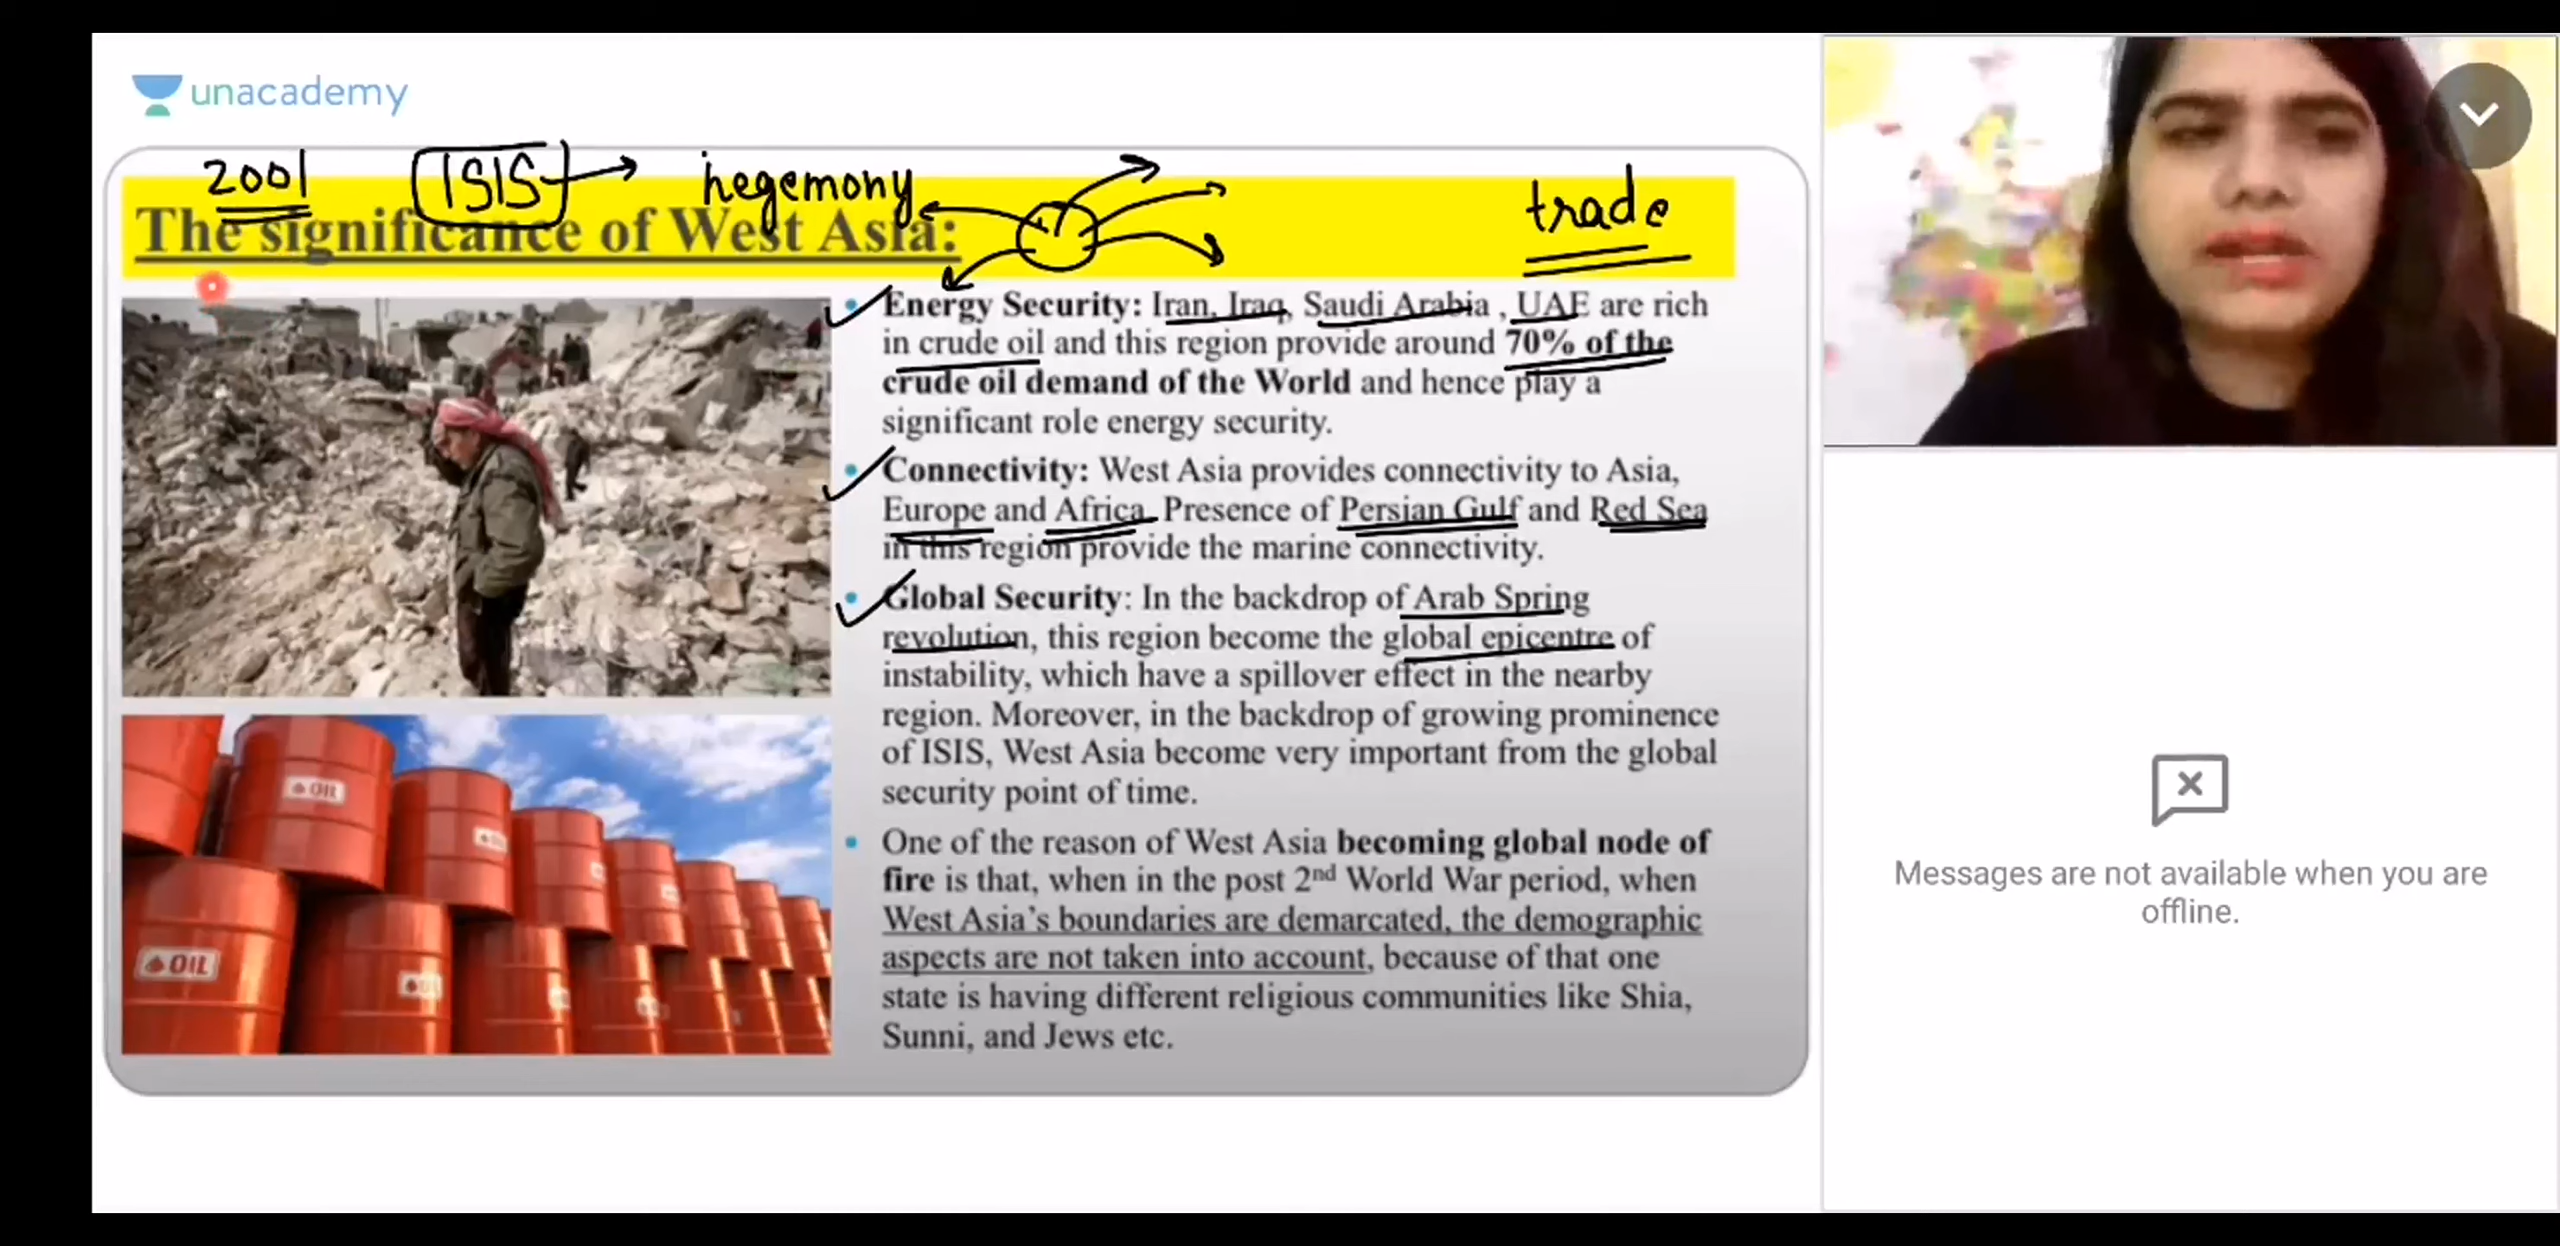 unacademy
2001 ISIS hegemony trade
The significance of West Asia:
• Energy Security: Iran, Iraq, Saudi Arabia , UAE are rich
in crude oil and this region provide around 70% of the
crude oil demand of the World and hence play a
significant role energy security.
• Connectivity: West Asia provides connectivity to Asia,
Europe and Africa. Presence of Persian Gulf and Red Sea
in this region provide the marine connectivity.
• Global Security: In the backdrop of Arab Spring
revolution, this region become the global epicentre of
instability, which have a spillover effect in the nearby
region. Moreover, in the backdrop of growing prominence
of ISIS, West Asia become very important from the global
security point of time.
• One of the reason of West Asia becoming global node of
fire is that, when in the post 2nd World War period, when
West Asia's boundaries are demarcated, the demographic
aspects are not taken into account, because of that one
state is having different religious communities like Shia,
Sunni, and Jews etc.
OIL
OIL
OIL
Messages are not available when you are
offline.